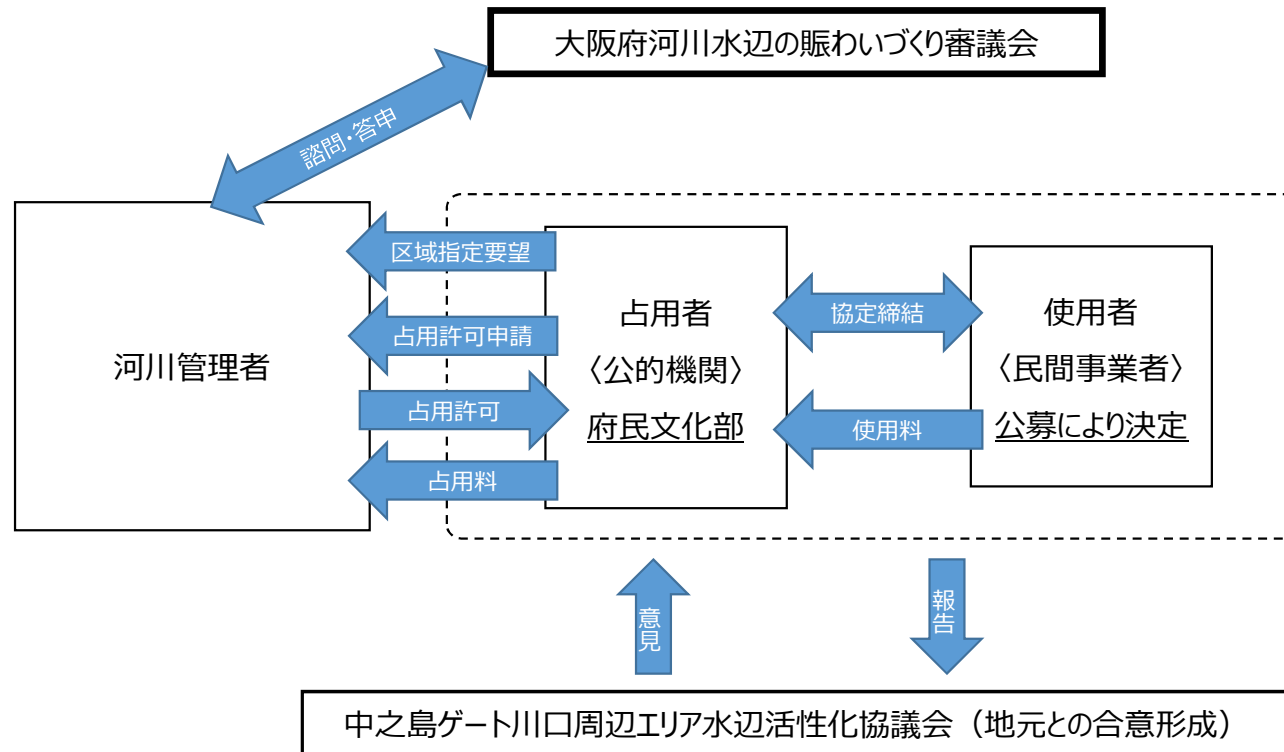 大阪府河川水辺の賑わいづくり審議会
諮問・答申
河川管理者
区域指定要望
占用許可申請
占用許可
占用料
占用者
〈公的機関〉
府民文化部
協定締結
使用料
使用者
〈民間事業者〉
公募により決定
意見
報告
中之島ゲート川口周辺エリア水辺活性化協議会（地元との合意形成）